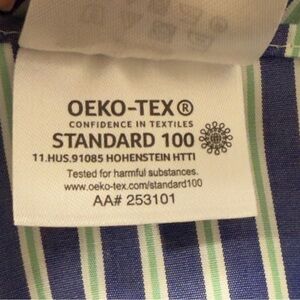 OEKO-TEX®
CONFIDENCE IN TEXTILES
STANDARD 100
11.HUS.91085 HOHENSTEIN HTTI
Tested for harmful substances.
www.oeko-tex.com/standard100
AA# 253101